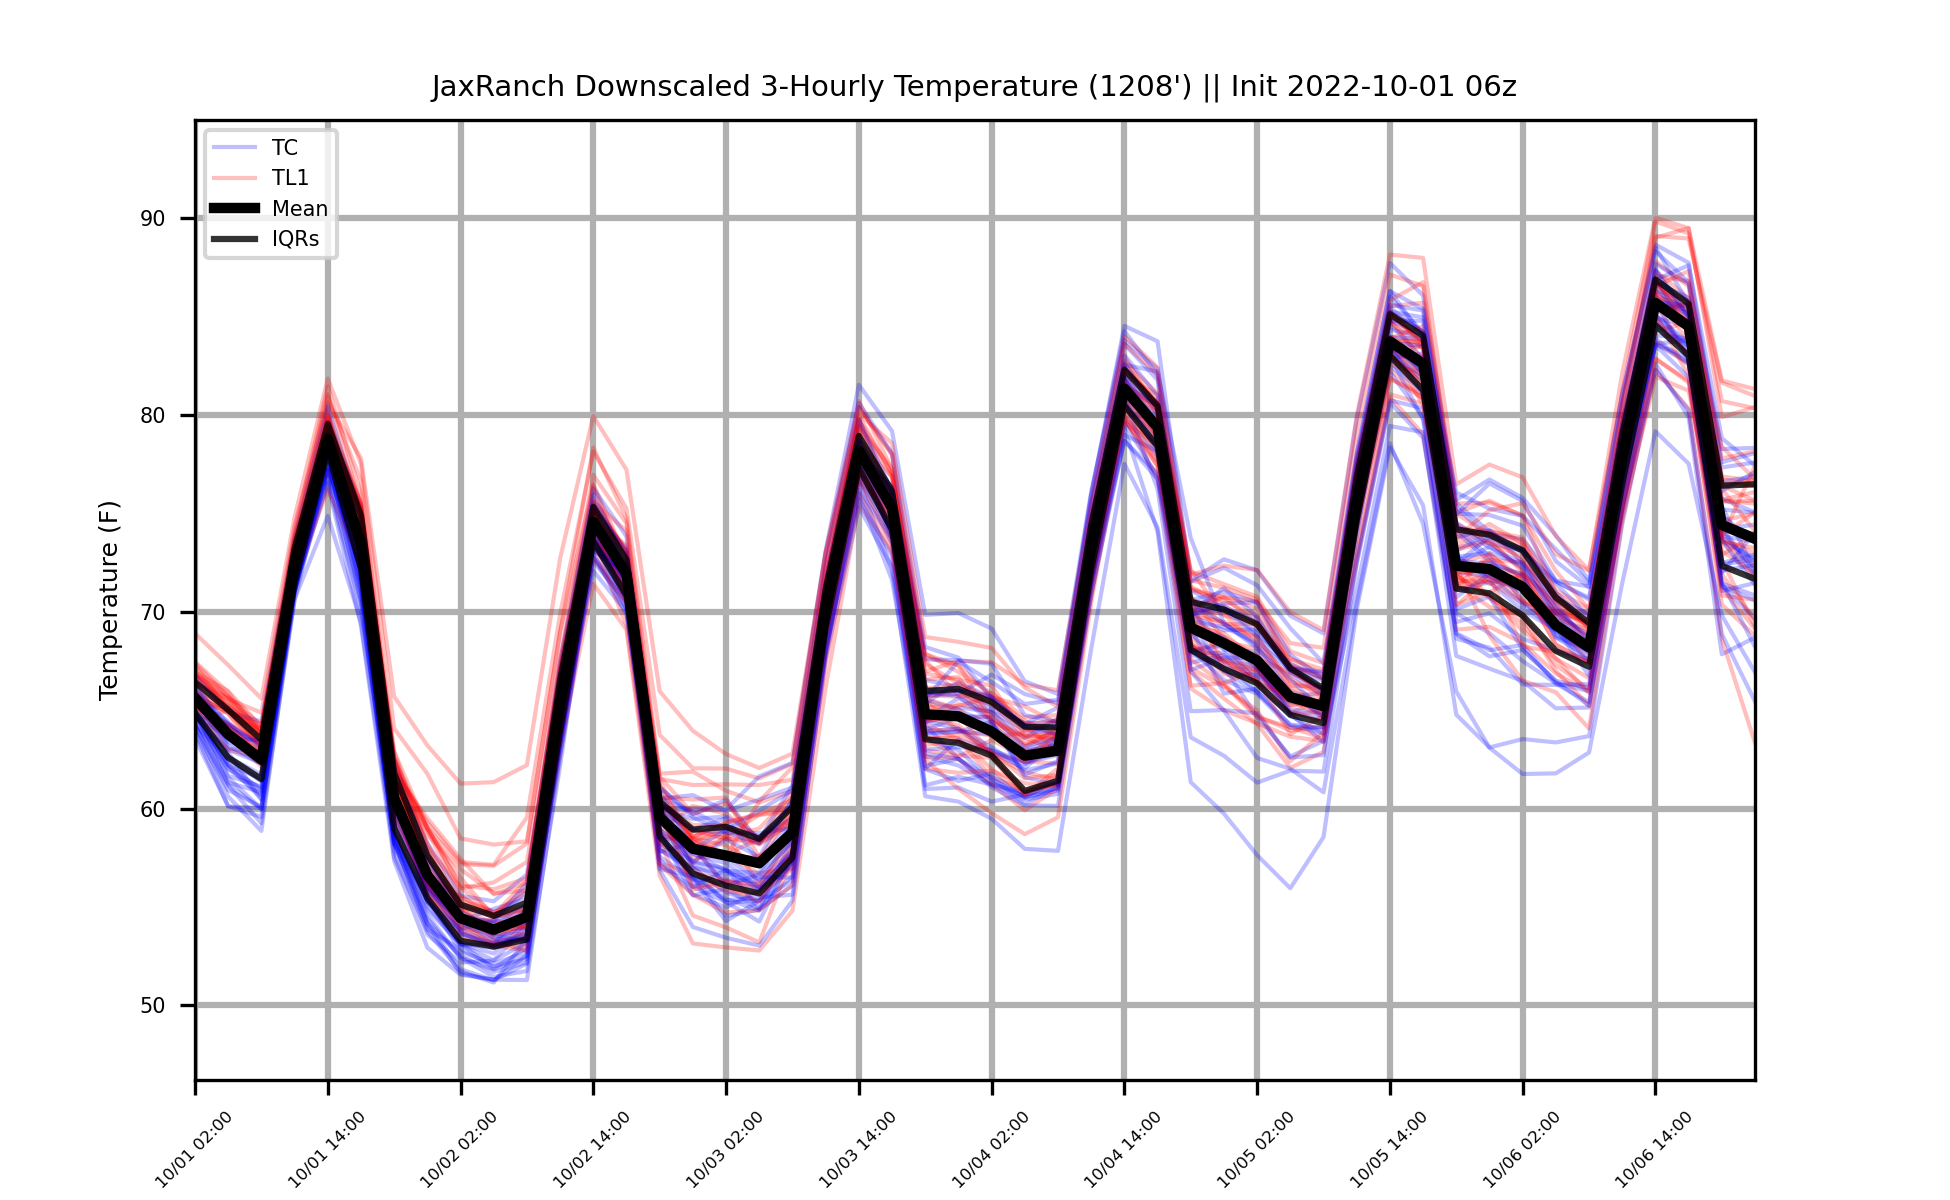 JaxRanch Downscaled 3-Hourly Temperature (1208') || Init 2022-10-01 06z
TC
TL1
Mean
IQRs
Temperature (F)
90
80
70
60
50
10/01 02:00
10/01 14:00
10/02 02:00
10/02 14:00
10/03 02:00
10/03 14:00
10/04 02:00
10/04 14:00
10/05 02:00
10/05 14:00
10/06 02:00
10/06 14:00